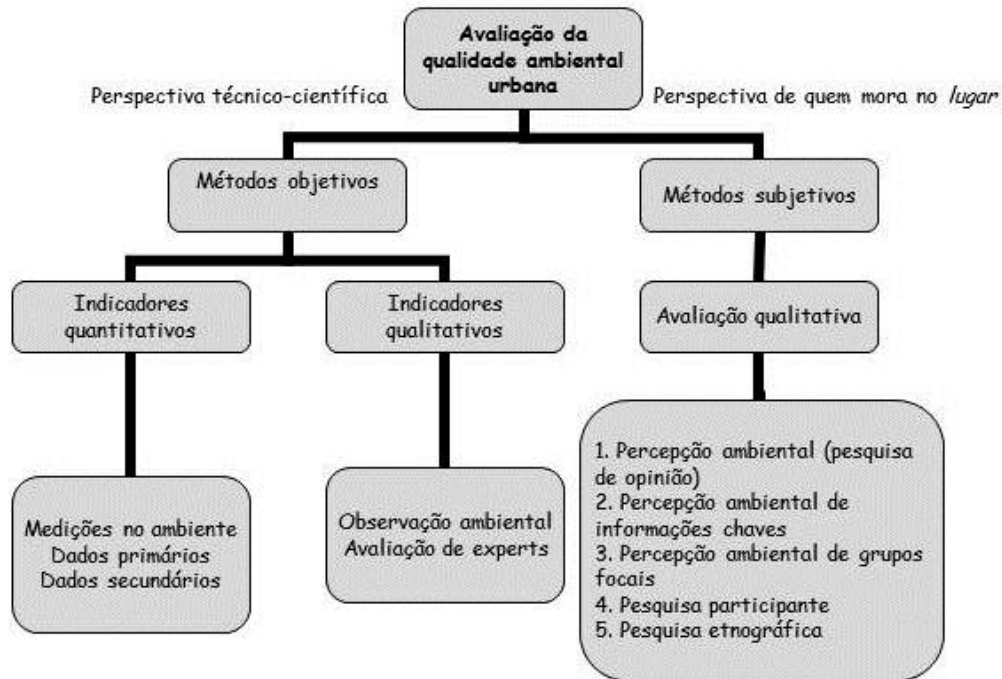 Avaliação da
qualidade ambiental
urbana
Perspectiva técnico-científica
Perspectiva de quem mora no lugar
Métodos objetivos
Métodos subjetivos
Indicadores
quantitativos
Indicadores
qualitativos
Avaliação qualitativa
Medições no ambiente
Dados primários
Dados secundários
Observação ambiental
Avaliação de experts
1. Percepção ambiental (pesquisa
de opinião)
2. Percepção ambiental de
informações chaves
3. Percepção ambiental de grupos
focais
4. Pesquisa participante
5. Pesquisa etnográfica